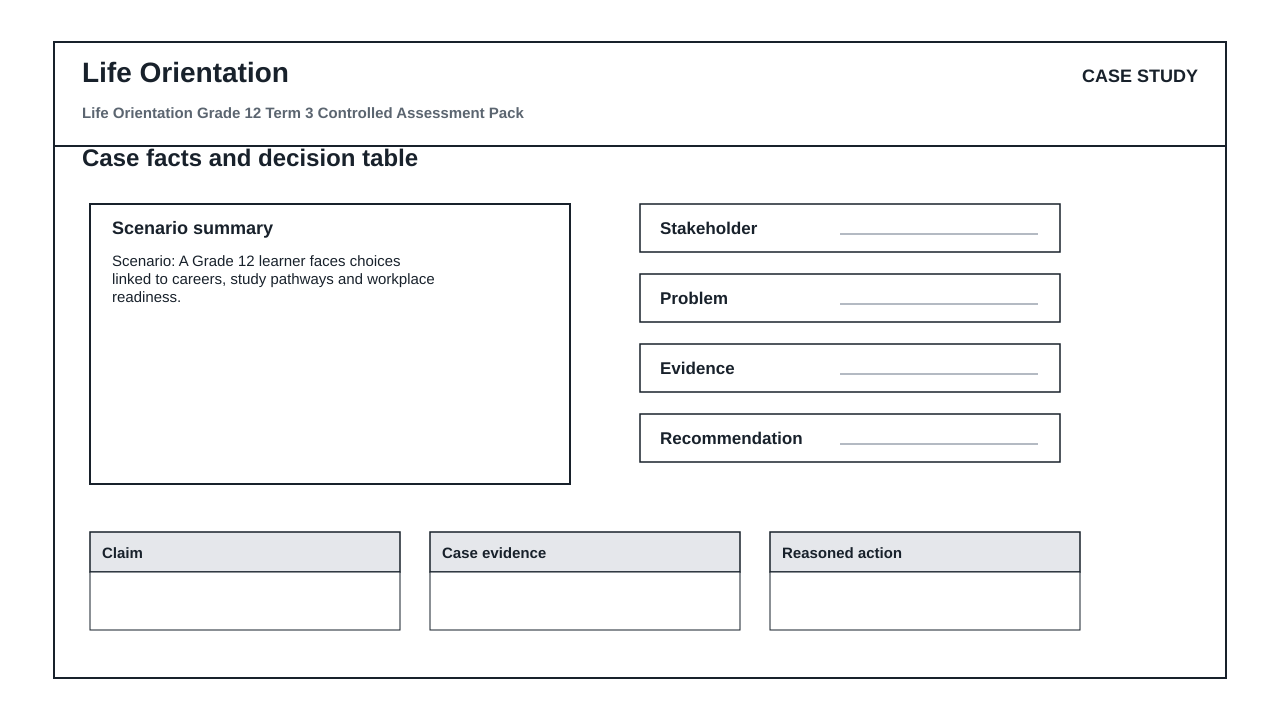 Life Orientation
CASE STUDY
Life Orientation Grade 12 Term 3 Controlled Assessment Pack
Case facts and decision table
Scenario summary
Scenario: A Grade 12 learner faces choices
linked to careers, study pathways and workplace
readiness.
Stakeholder
Problem
Evidence
Recommendation
Claim
Case evidence
Reasoned action